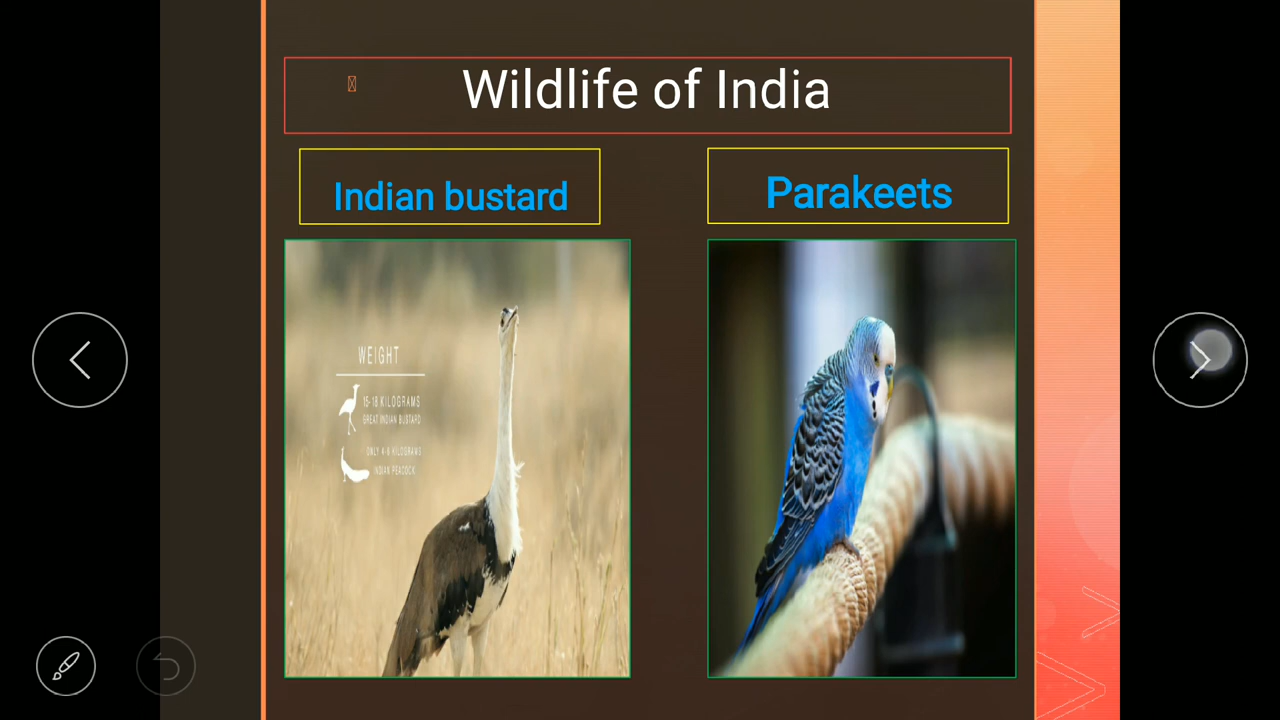 Wildlife of India
Indian bustard
Parakeets
WEIGHT
15-18 KILOGRAMS
GREAT INDIAN BUSTARD
ONLY 4-6 KILOGRAMS
INDIAN PEACOCK